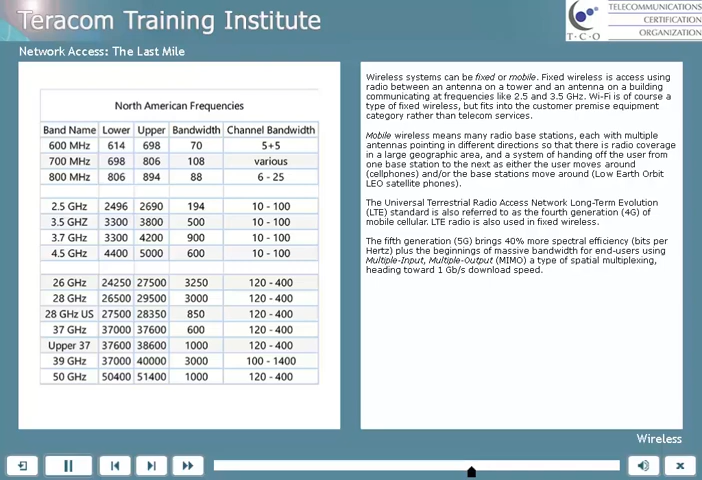 Teracom Training Institute
TELECOMMUNICATIONS
CERTIFICATION
ORGANIZATION
T·C·O
Network Access: The Last Mile
North American Frequencies
Band Name Lower Upper Bandwidth Channel Bandwidth
600 MHz 614 698 70 5+5
700 MHz 698 806 108 various
800 MHz 806 894 88 6 - 25
2.5 GHz 2496 2690 194 10 - 100
3.5 GHZ 3300 3800 500 10 - 100
3.7 GHz 3300 4200 900 10 - 100
4.5 GHz 4400 5000 600 10 - 100
26 GHz 24250 27500 3250 120 - 400
28 GHz 26500 29500 3000 120 - 400
28 GHz US 27500 28350 850 120 - 400
37 GHz 37000 37600 600 120 - 400
Upper 37 37600 38600 1000 120 - 400
39 GHz 37000 40000 3000 100 - 1400
50 GHz 50400 51400 1000 120 - 400
Wireless systems can be fixed or mobile. Fixed wireless is access using
radio between an antenna on a tower and an antenna on a building
communicating at frequencies like 2.5 and 3.5 GHz. Wi-Fi is of course a
type of fixed wireless, but fits into the customer premise equipment
category rather than telecom services.
Mobile wireless means many radio base stations, each with multiple
antennas pointing in different directions so that there is radio coverage
in a large geographic area, and a system of handing off the user from
one base station to the next as either the user moves around
(cellphones) and/or the base stations move around (Low Earth Orbit
LEO satellite phones).
The Universal Terrestrial Radio Access Network Long-Term Evolution
(LTE) standard is also referred to as the fourth generation (4G) of
mobile cellular. LTE radio is also used in fixed wireless.
The fifth generation (5G) brings 40% more spectral efficiency (bits per
Hertz) plus the beginnings of massive bandwidth for end-users using
Multiple-Input, Multiple-Output (MIMO) a type of spatial multiplexing,
heading toward 1 Gb/s download speed.
Wireless